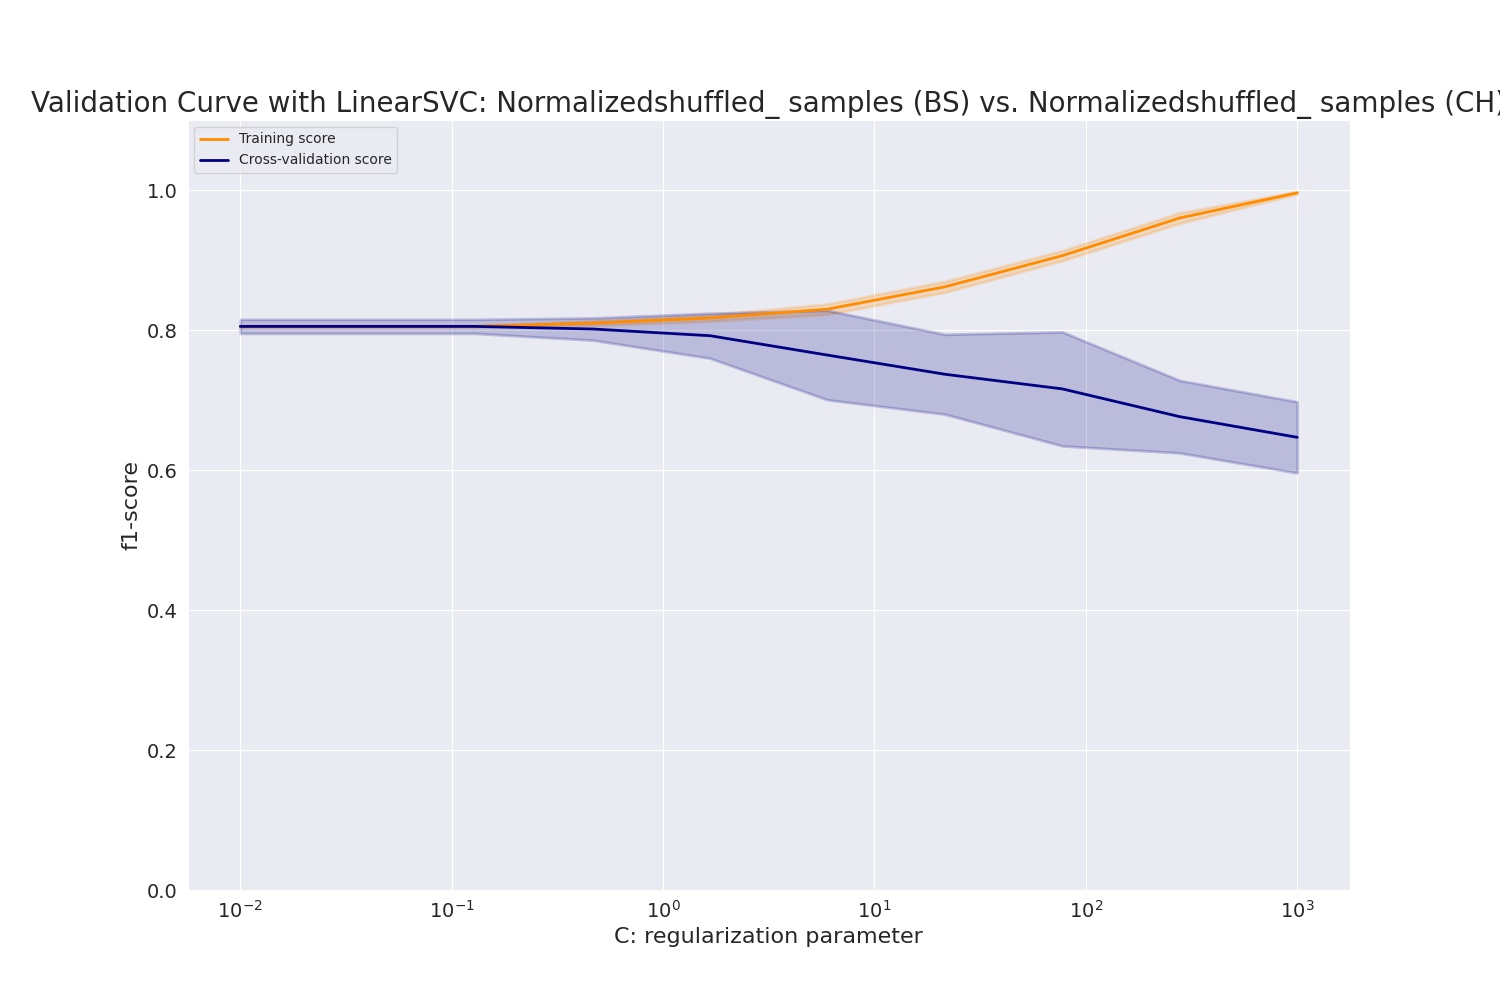 Validation Curve with LinearSVC: Normalizedshuffled_ samples (BS) vs. Normalizedshuffled_ samples (CH)
Training score
Cross-validation score
1.0
0.8
0.6
0.4
0.2
0.0
f1-score
10⁻² 10⁻¹ 10⁰ 10¹ 10² 10³
C: regularization parameter